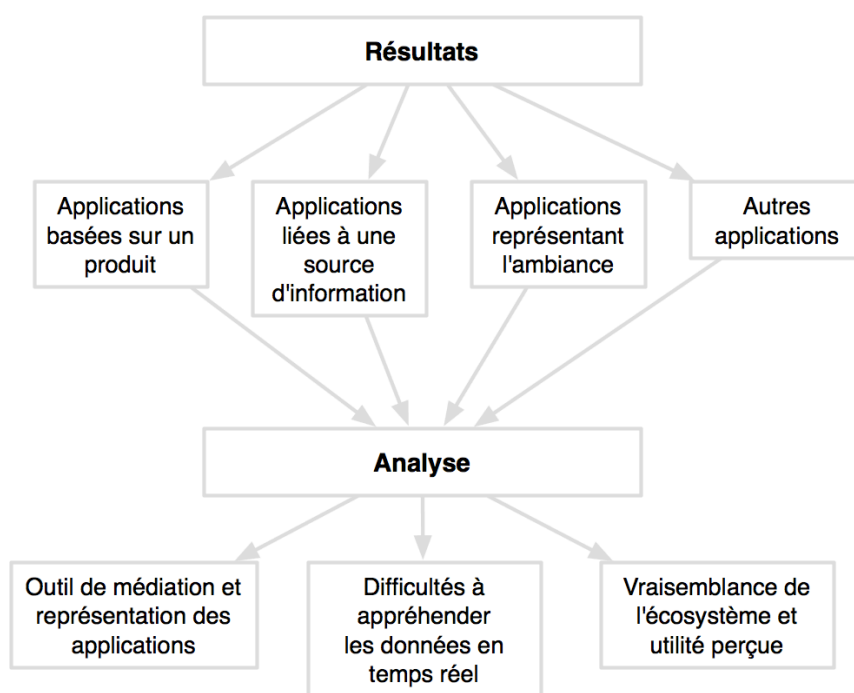 Résultats
Applications
basées sur un
produit
Applications
liées à une
source
d'information
Applications
représentant
l'ambiance
Autres
applications
Analyse
Outil de médiation et
représentation des
applications
Difficultés à
appréhender
les données en
temps réel
Vraisemblance de
l'écosystème et
utilité perçue